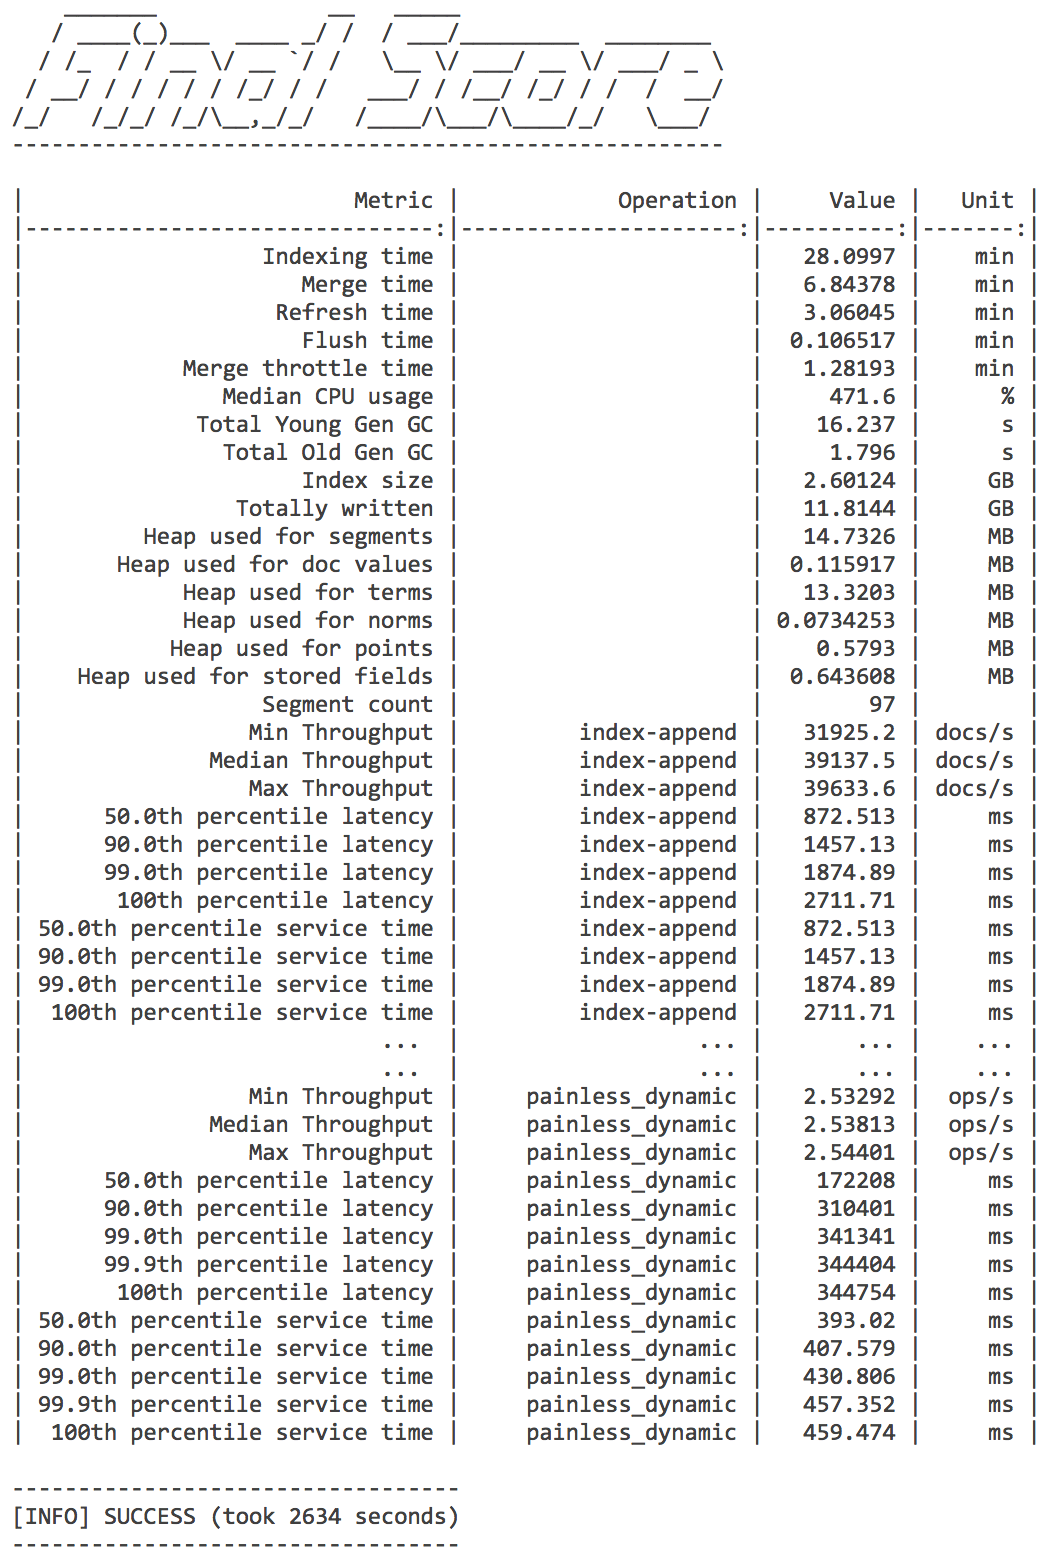 Final Score
-------------------------------------------------------
| Metric | Operation | Value | Unit |
|-------------------------------:|---------------------:|----------:|-------:|
| Indexing time | | 28.0997 | min |
| Merge time | | 6.84378 | min |
| Refresh time | | 3.06045 | min |
| Flush time | | 0.106517 | min |
| Merge throttle time | | 1.28193 | min |
| Median CPU usage | | 471.6 | % |
| Total Young Gen GC | | 16.237 | s |
| Total Old Gen GC | | 1.796 | s |
| Index size | | 2.60124 | GB |
| Totally written | | 11.8144 | GB |
| Heap used for segments | | 14.7326 | MB |
| Heap used for doc values | | 0.115917 | MB |
| Heap used for terms | | 13.3203 | MB |
| Heap used for norms | | 0.0734253 | MB |
| Heap used for points | | 0.5793 | MB |
| Heap used for stored fields | | 0.643608 | MB |
| Segment count | | 97 | |
| Min Throughput | index-append | 31925.2 | docs/s |
| Median Throughput | index-append | 39137.5 | docs/s |
| Max Throughput | index-append | 39633.6 | docs/s |
| 50.0th percentile latency | index-append | 872.513 | ms |
| 90.0th percentile latency | index-append | 1457.13 | ms |
| 99.0th percentile latency | index-append | 1874.89 | ms |
| 100th percentile latency | index-append | 2711.71 | ms |
| 50.0th percentile service time | index-append | 872.513 | ms |
| 90.0th percentile service time | index-append | 1457.13 | ms |
| 99.0th percentile service time | index-append | 1874.89 | ms |
| 100th percentile service time | index-append | 2711.71 | ms |
| ... | ... | ... | ... |
| ... | ... | ... | ... |
| Min Throughput | painless_dynamic | 2.53292 | ops/s |
| Median Throughput | painless_dynamic | 2.53813 | ops/s |
| Max Throughput | painless_dynamic | 2.54401 | ops/s |
| 50.0th percentile latency | painless_dynamic | 172208 | ms |
| 90.0th percentile latency | painless_dynamic | 310401 | ms |
| 99.0th percentile latency | painless_dynamic | 341341 | ms |
| 99.9th percentile latency | painless_dynamic | 344404 | ms |
| 100th percentile latency | painless_dynamic | 344754 | ms |
| 50.0th percentile service time | painless_dynamic | 393.02 | ms |
| 90.0th percentile service time | painless_dynamic | 407.579 | ms |
| 99.0th percentile service time | painless_dynamic | 430.806 | ms |
| 99.9th percentile service time | painless_dynamic | 457.352 | ms |
| 100th percentile service time | painless_dynamic | 459.474 | ms |
----------------------------------
[INFO] SUCCESS (took 2634 seconds)
----------------------------------